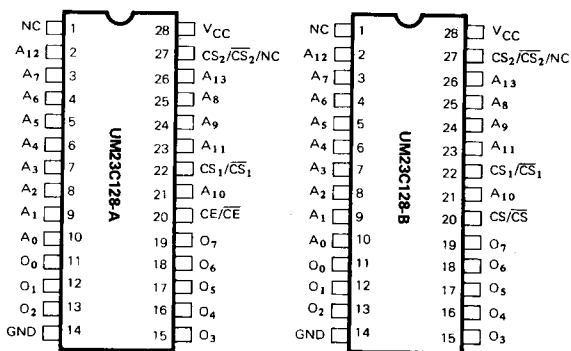 NC 1 28 VCC
A12 2 27 CS2/CS2/NC
A7 3 26 A13
A6 4 25 A8
A5 5 24 A9
A4 6 23 A11
A3 7 22 CS1/CS1
A2 8 21 A10
A1 9 20 CE/CE
A0 10 19 O7
O0 11 18 O6
O1 12 17 O5
O2 13 16 O4
GND 14 15 O3
UM23C128-A
NC 1 28 VCC
A12 2 27 CS2/CS2/NC
A7 3 26 A13
A6 4 25 A8
A5 5 24 A9
A4 6 23 A11
A3 7 22 CS1/CS1
A2 8 21 A10
A1 9 20 CS/CS
A0 10 19 O7
O0 11 18 O6
O1 12 17 O5
O2 13 16 O4
GND 14 15 O3
UM23C128-B